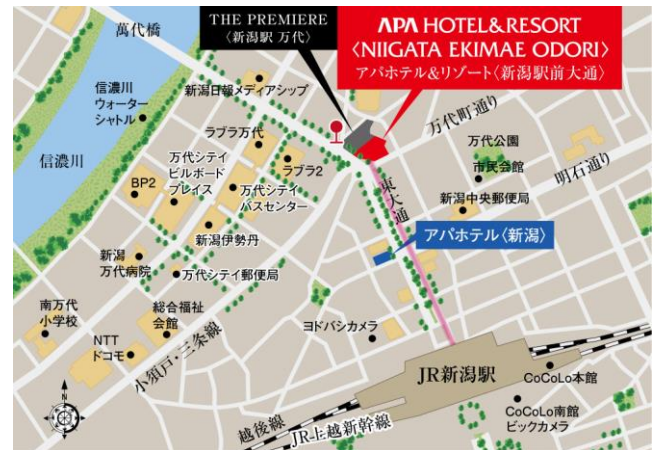 萬代橋
THE PREMIERE
〈新潟駅 万代〉
APA HOTEL&RESORT
〈NIIGATA EKIMAE ODORI〉
アパホテル&リゾート〈新潟駅前大通〉
信濃川
ウォーター
シャトル
新潟日報メディアシップ
万代町通り
ラブラ万代
万代公園
信濃川
万代シテイ
ビルボード
プレイス
ラブラ2
市民会館
明石通り
BP2
万代シテイ
バスセンター
東大通
新潟中央郵便局
新潟伊勢丹
アパホテル〈新潟〉
新潟
万代病院
万代シテイ郵便局
南万代
小学校
総合福祉
会館
ヨドバシカメラ
NTT
ドコモ
小須戸・三条線
JR新潟駅
CoCoLo本館
N
CoCoLo南館
ビックカメラ
越後線
JR上越新幹線